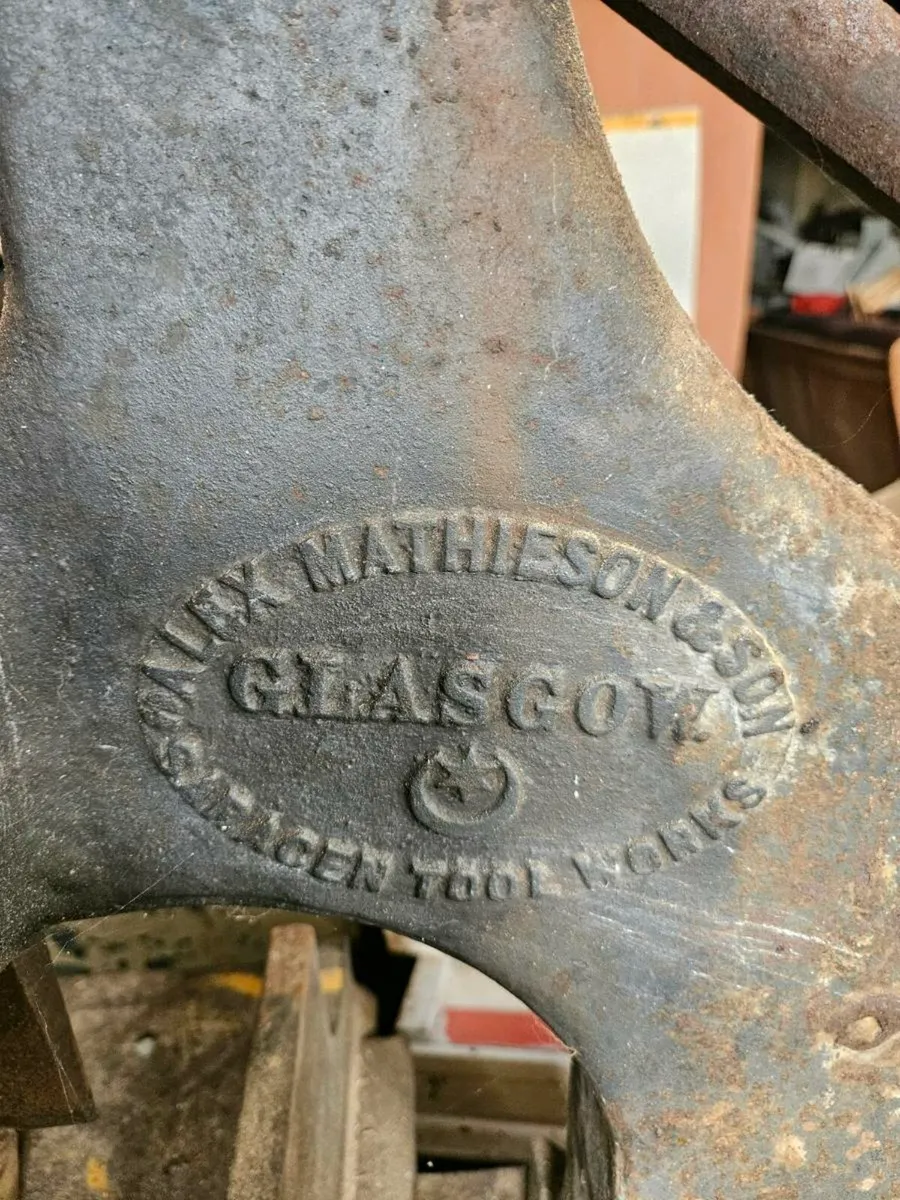 ALEX MATHIESON & SON
GLASGOW
SARACEN TOOL WORKS